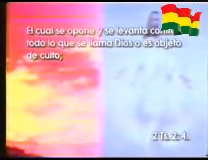 El cual se opone y se levanta contra
todo lo que se llama Dios o es objeto
de culto,
2 Ts. 2:4.